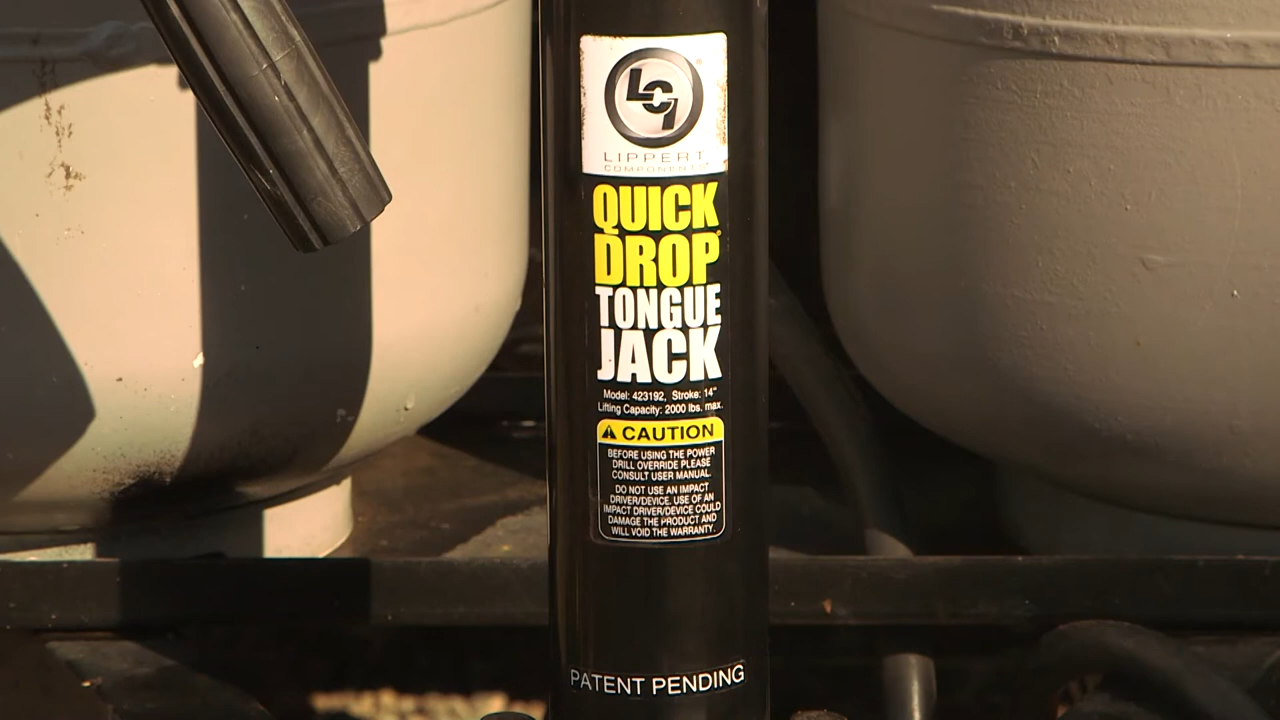 LCI
LIPPERT
COMPONENTS
QUICK
DROP
TONGUE
JACK
Model: 423192, Stroke: 14"
Lifting Capacity: 2000 lbs. max.
CAUTION
BEFORE USING THE POWER
DRILL OVERRIDE PLEASE
CONSULT USER MANUAL.
DO NOT USE AN IMPACT
DRIVER/DEVICE. USE OF AN
IMPACT DRIVER/DEVICE COULD
DAMAGE THE PRODUCT AND
WILL VOID THE WARRANTY.
PATENT PENDING